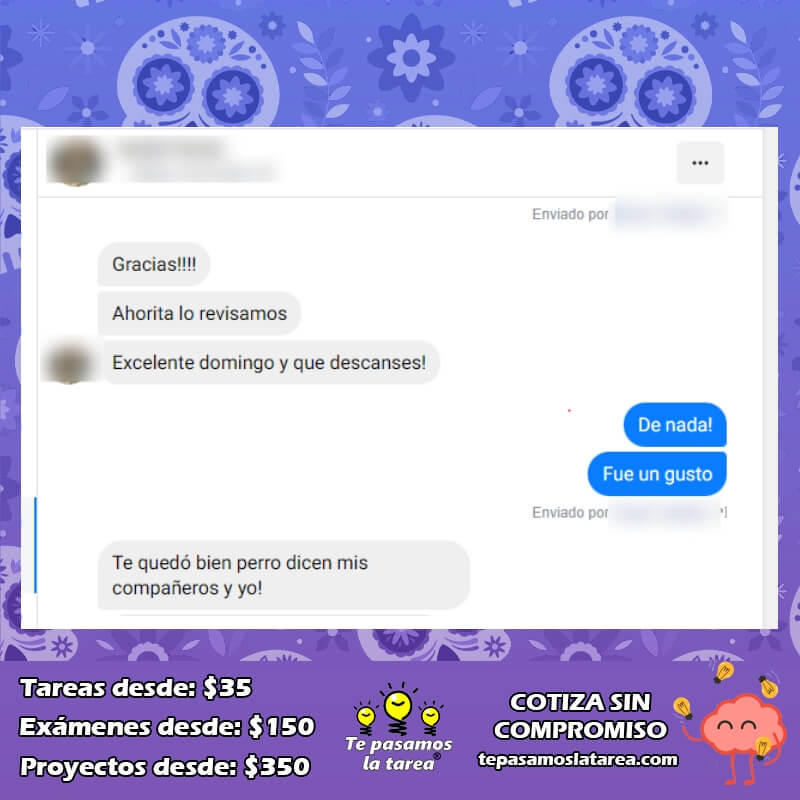 Enviado por
Gracias!!!!
Ahorita lo revisamos
Excelente domingo y que descanses!
De nada!
Fue un gusto
Enviado por
Te quedó bien perro dicen mis
compañeros y yo!
Tareas desde: $35
Exámenes desde: $150
Proyectos desde: $350
Te pasamos
la tarea®
COTIZA SIN
COMPROMISO
tepasamoslatarea.com